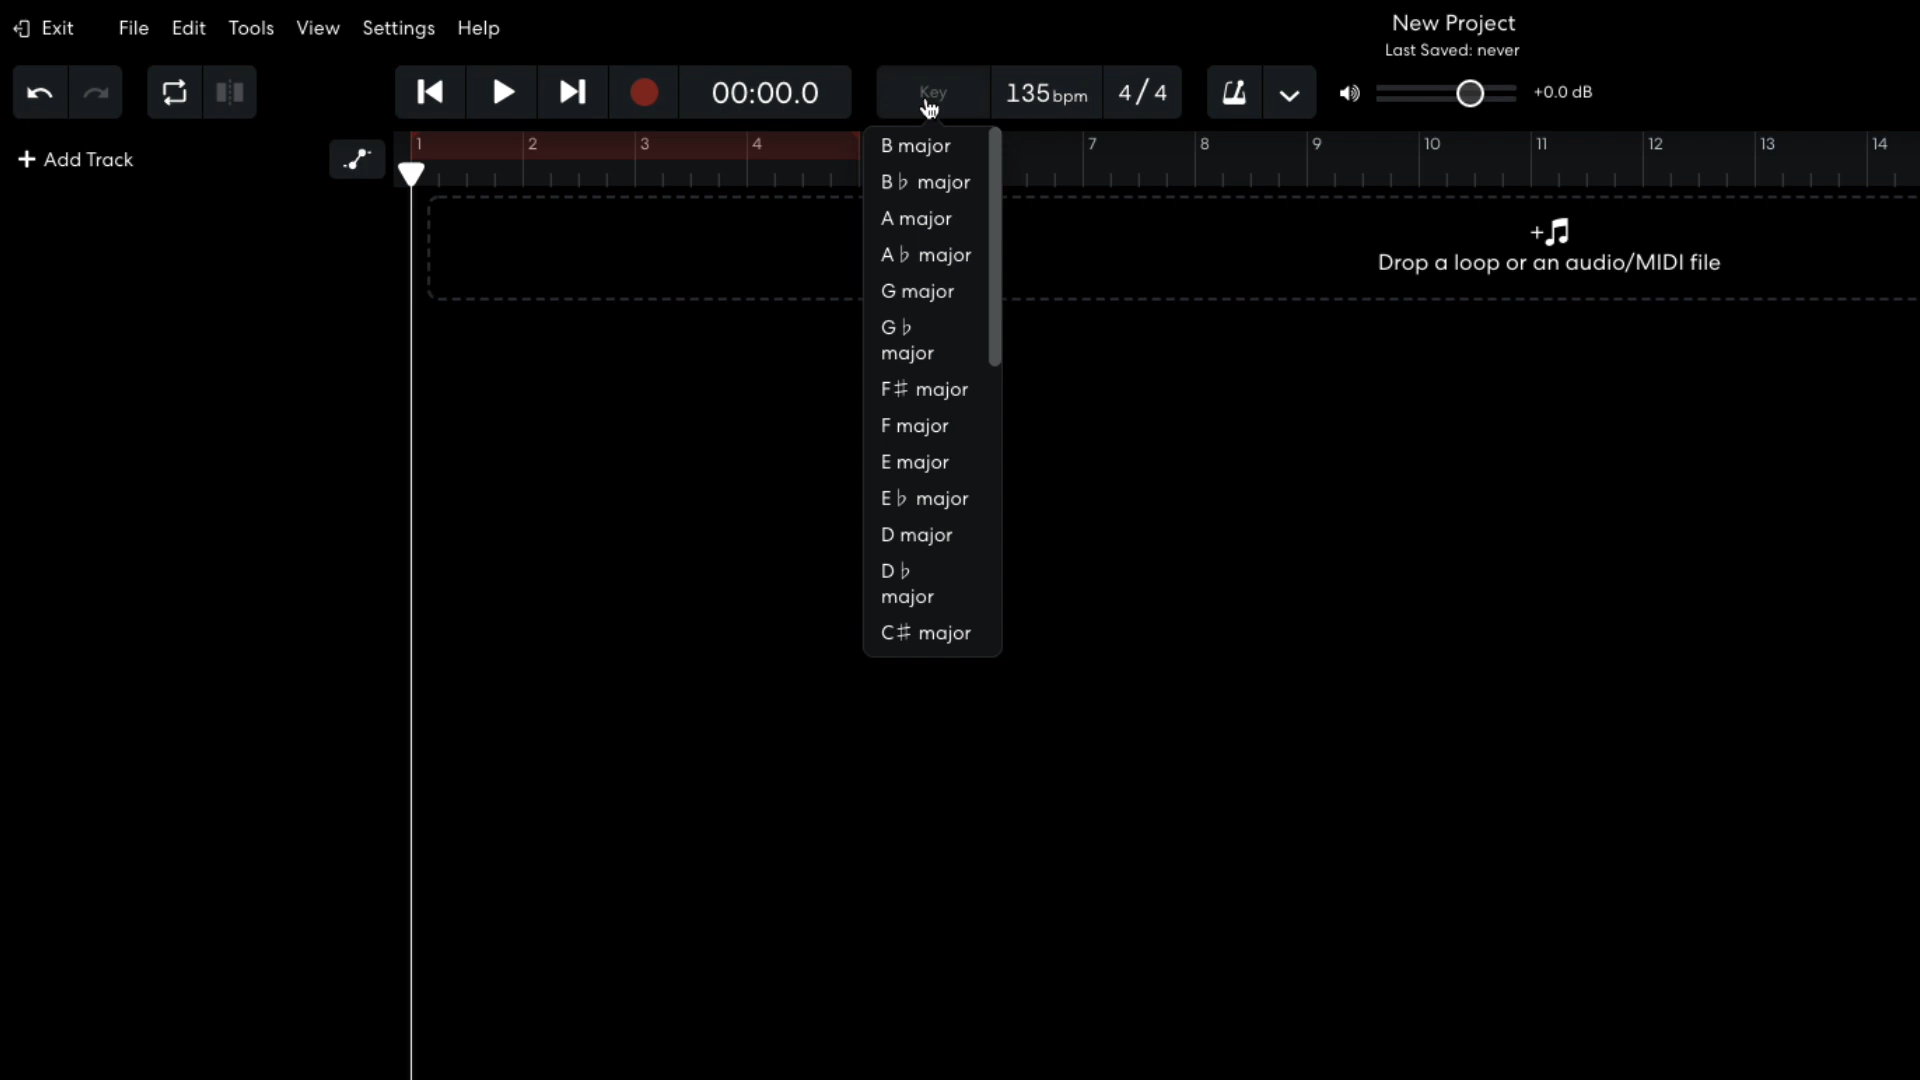 Exit File Edit Tools View Settings Help
New Project
Last Saved: never
00:00.0 Key 135bpm 4/4 +0.0 dB
+ Add Track
1 2 3 4 7 8 9 10 11 12 13 14
B major
B♭ major
A major
A♭ major
G major
G♭
major
F♯ major
F major
E major
E♭ major
D major
D♭
major
C♯ major
+
Drop a loop or an audio/MIDI file